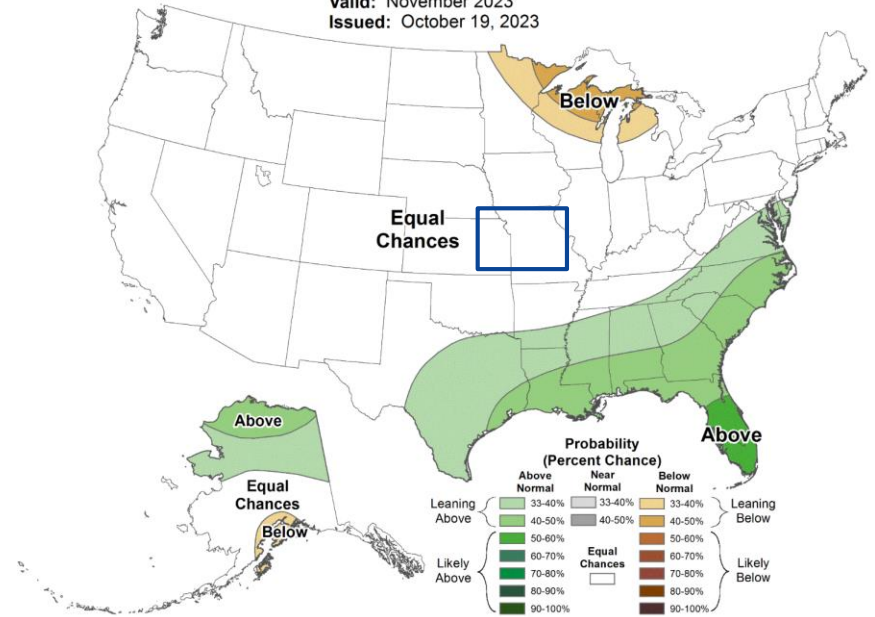 Valid: November 2023
Issued: October 19, 2023
Below
Equal
Chances
Above
Above
Equal
Chances
Below
Probability
(Percent Chance)
Above
Normal
Near
Normal
Below
Normal
Leaning
Above
33-40%
33-40%
33-40%
Leaning
Below
40-50%
40-50%
40-50%
Likely
Above
50-60%
Equal
Chances
50-60%
Likely
Below
60-70%
60-70%
70-80%
70-80%
80-90%
80-90%
90-100%
90-100%